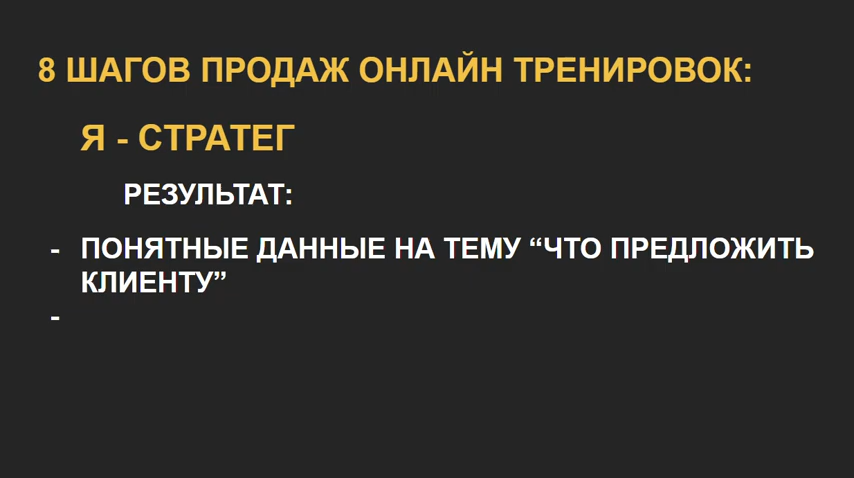 8 ШАГОВ ПРОДАЖ ОНЛАЙН ТРЕНИРОВОК:
Я - СТРАТЕГ
РЕЗУЛЬТАТ:
- ПОНЯТНЫЕ ДАННЫЕ НА ТЕМУ “ЧТО ПРЕДЛОЖИТЬ
КЛИЕНТУ”
-